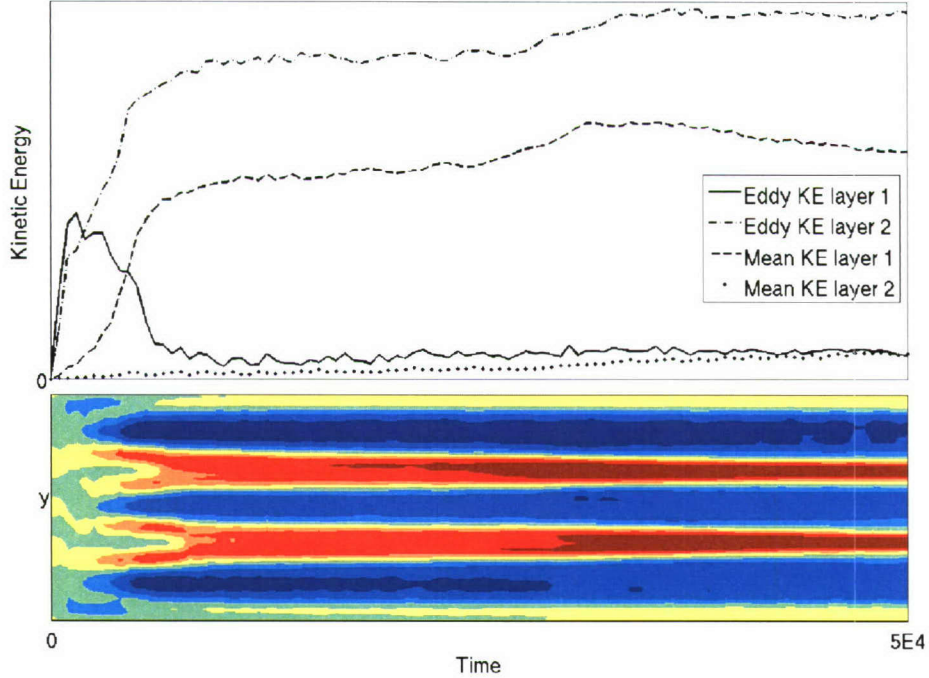 Kinetic Energy
Eddy KE layer 1
Eddy KE layer 2
Mean KE layer 1
Mean KE layer 2
0
y
0
5E4
Time